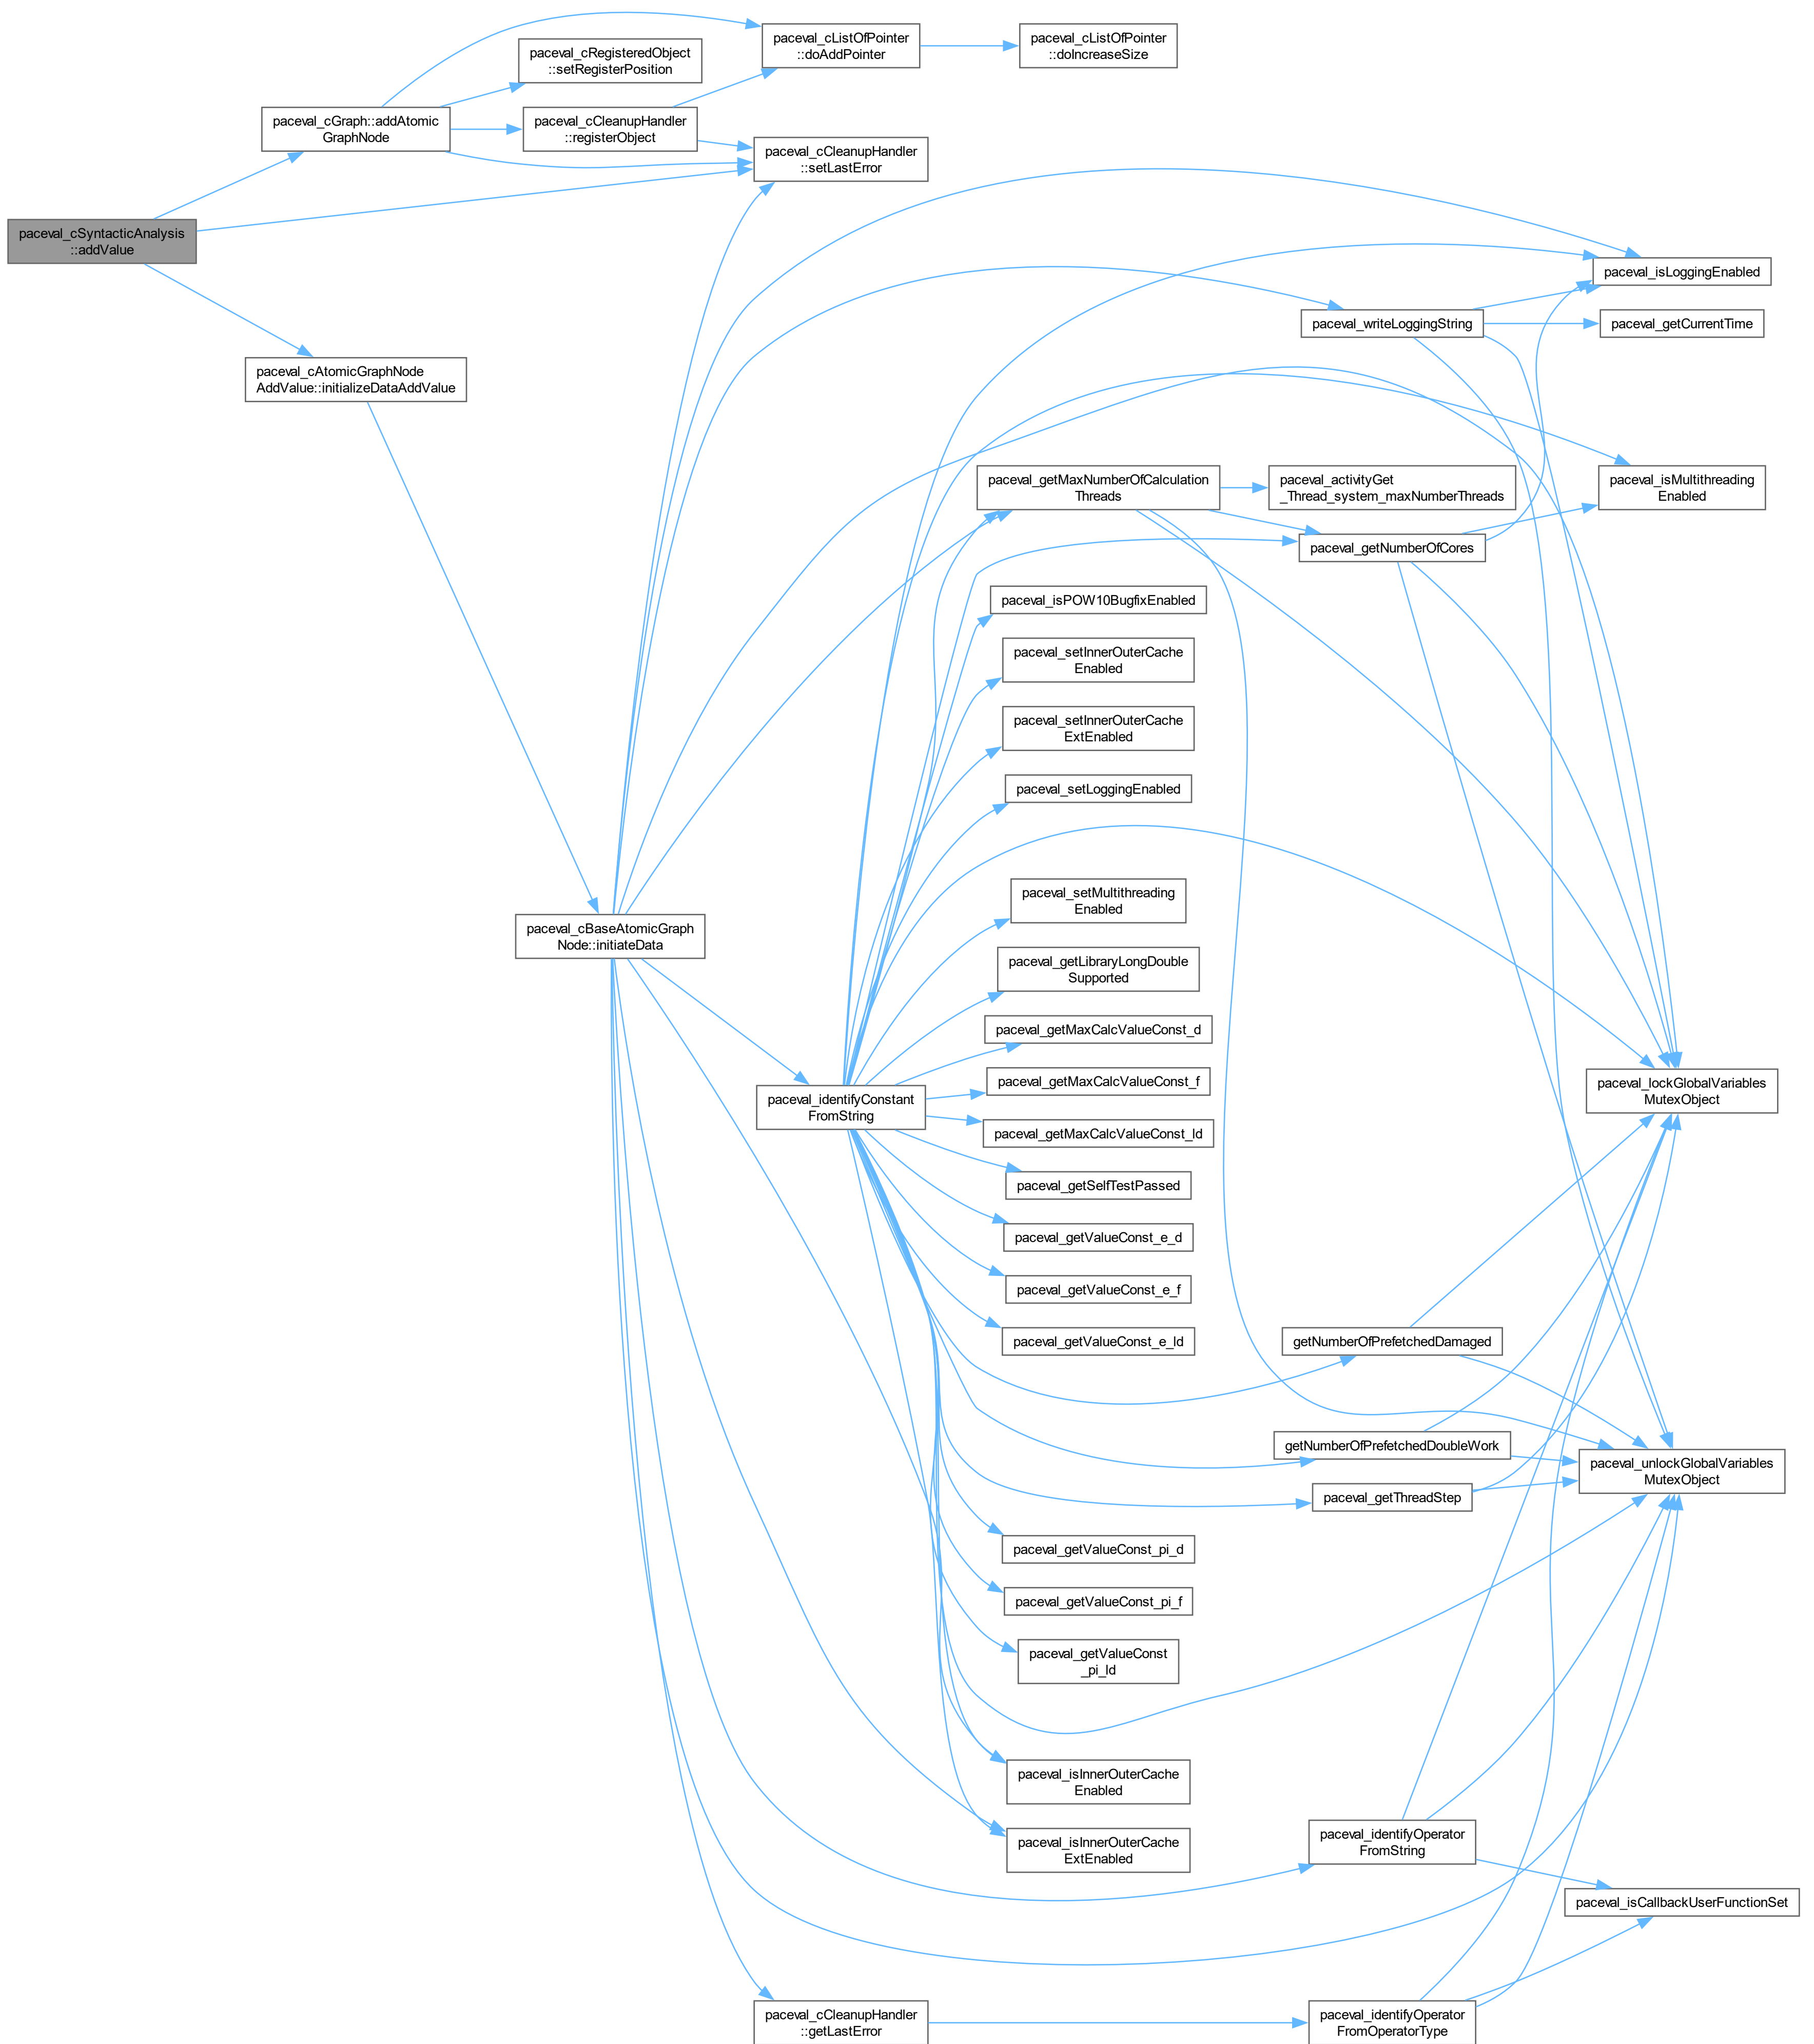 paceval_cListOfPointer
::doAddPointer
paceval_cListOfPointer
::doIncreaseSize
paceval_cRegisteredObject
::setRegisterPosition
paceval_cGraph::addAtomic
GraphNode
paceval_cCleanupHandler
::registerObject
paceval_cCleanupHandler
::setLastError
paceval_cSyntacticAnalysis
::addValue
paceval_isLoggingEnabled
paceval_writeLoggingString
paceval_getCurrentTime
paceval_cAtomicGraphNode
AddValue::initializeDataAddValue
paceval_getMaxNumberOfCalculation
Threads
paceval_activityGet
_Thread_system_maxNumberThreads
paceval_isMultithreading
Enabled
paceval_getNumberOfCores
paceval_isPOW10BugfixEnabled
paceval_setInnerOuterCache
Enabled
paceval_setInnerOuterCache
ExtEnabled
paceval_setLoggingEnabled
paceval_setMultithreading
Enabled
paceval_cBaseAtomicGraph
Node::initiateData
paceval_getLibraryLongDouble
Supported
paceval_getMaxCalcValueConst_d
paceval_getMaxCalcValueConst_f
paceval_lockGlobalVariables
MutexObject
paceval_identifyConstant
FromString
paceval_getMaxCalcValueConst_ld
paceval_getSelfTestPassed
paceval_getValueConst_e_d
paceval_getValueConst_e_f
paceval_getValueConst_e_ld
getNumberOfPrefetchedDamaged
getNumberOfPrefetchedDoubleWork
paceval_unlockGlobalVariables
MutexObject
paceval_getThreadStep
paceval_getValueConst_pi_d
paceval_getValueConst_pi_f
paceval_getValueConst
_pi_ld
paceval_isInnerOuterCache
Enabled
paceval_isInnerOuterCache
ExtEnabled
paceval_identifyOperator
FromString
paceval_isCallbackUserFunctionSet
paceval_cCleanupHandler
::getLastError
paceval_identifyOperator
FromOperatorType